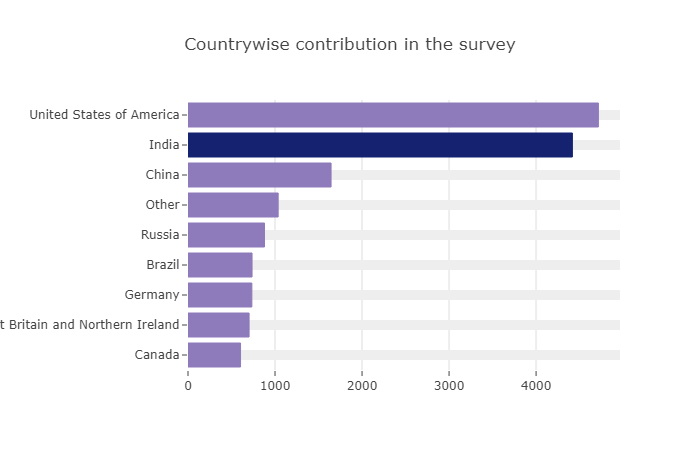 Countrywise contribution in the survey
United States of America
India
China
Other
Russia
Brazil
Germany
t Britain and Northern Ireland
Canada
0 1000 2000 3000 4000